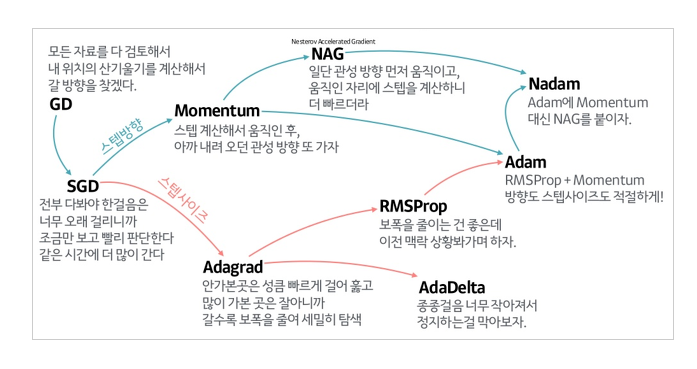 모든 자료를 다 검토해서
내 위치의 산기울기를 계산해서
갈 방향을 찾겠다.
GD
스텝방향
Momentum
스텝 계산해서 움직인 후,
아까 내려 오던 관성 방향 또 가자
Nesterov Accelerated Gradient
NAG
일단 관성 방향 먼저 움직이고,
움직인 자리에 스텝을 계산하니
더 빠르더라
Nadam
Adam에 Momentum
대신 NAG를 붙이자.
Adam
RMSProp + Momentum
방향도 스텝사이즈도 적절하게!
SGD
전부 다봐야 한걸음은
너무 오래 걸리니까
조금만 보고 빨리 판단한다
같은 시간에 더 많이 간다
스텝사이즈
RMSProp
보폭을 줄이는 건 좋은데
이전 맥락 상황봐가며 하자.
Adagrad
안가본곳은 성큼 빠르게 걸어 훓고
많이 가본 곳은 잘아니까
갈수록 보폭을 줄여 세밀히 탐색
AdaDelta
종종걸음 너무 작아져서
정지하는걸 막아보자.